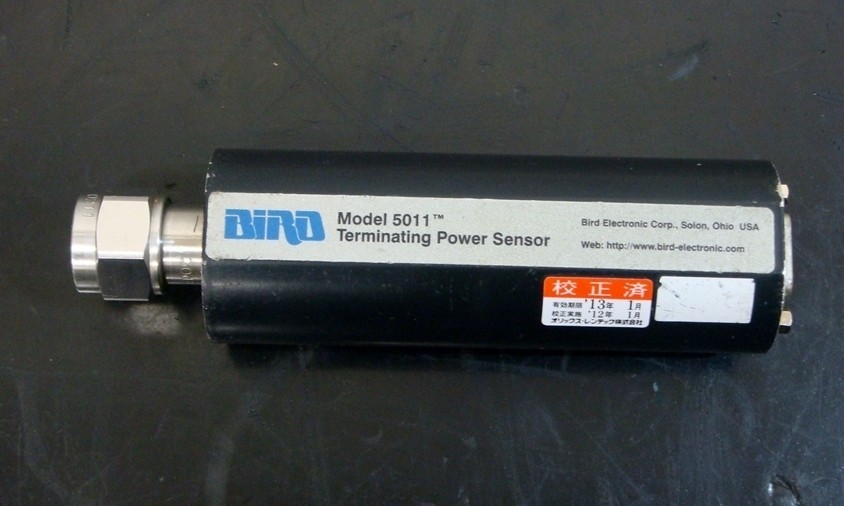 BIRD
Model 5011™
Terminating Power Sensor
Bird Electronic Corp., Solon, Ohio USA
Web: http://www.bird-electronic.com
校正済
有効期限 '13年 1月
校正実施 '12年 1月
オリックス・レンテック株式会社